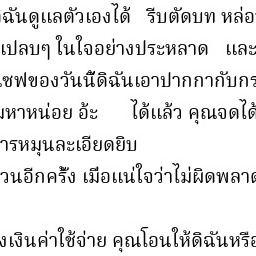 ฉันดูแลตัวเองได้ รีบตัดบท หล่อ
เปลบๆ ในใจอย่างประหลาด และ
เซฟของวันนี้ดิฉันเอาปากกากับกร
มหาหน่อย อ้ะ ได้แล้ว คุณจดได้
ารหมุนละเอียดยิบ
วนอีกครั้ง เมื่อแน่ใจว่าไม่ผิดพลาด
งเงินค่าใช้จ่าย คุณโอนให้ดิฉันหรือ